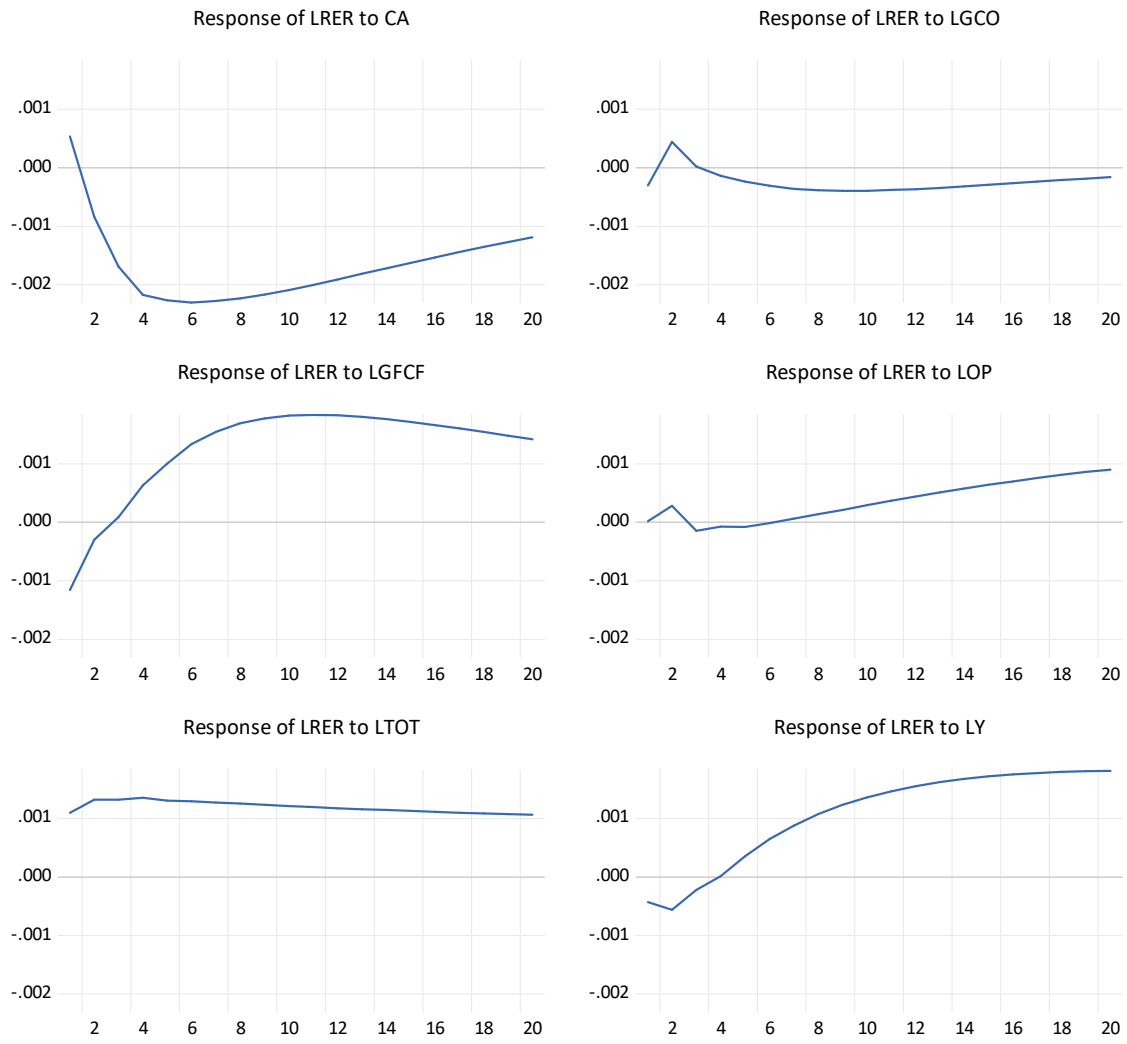 Response of LRER to CA
.001
.000
-.001
-.002
2 4 6 8 10 12 14 16 18 20
Response of LRER to LGCO
.001
.000
-.001
-.002
2 4 6 8 10 12 14 16 18 20
Response of LRER to LGFCF
.001
.000
-.001
-.002
2 4 6 8 10 12 14 16 18 20
Response of LRER to LOP
.001
.000
-.001
-.002
2 4 6 8 10 12 14 16 18 20
Response of LRER to LTOT
.001
.000
-.001
-.002
2 4 6 8 10 12 14 16 18 20
Response of LRER to LY
.001
.000
-.001
-.002
2 4 6 8 10 12 14 16 18 20